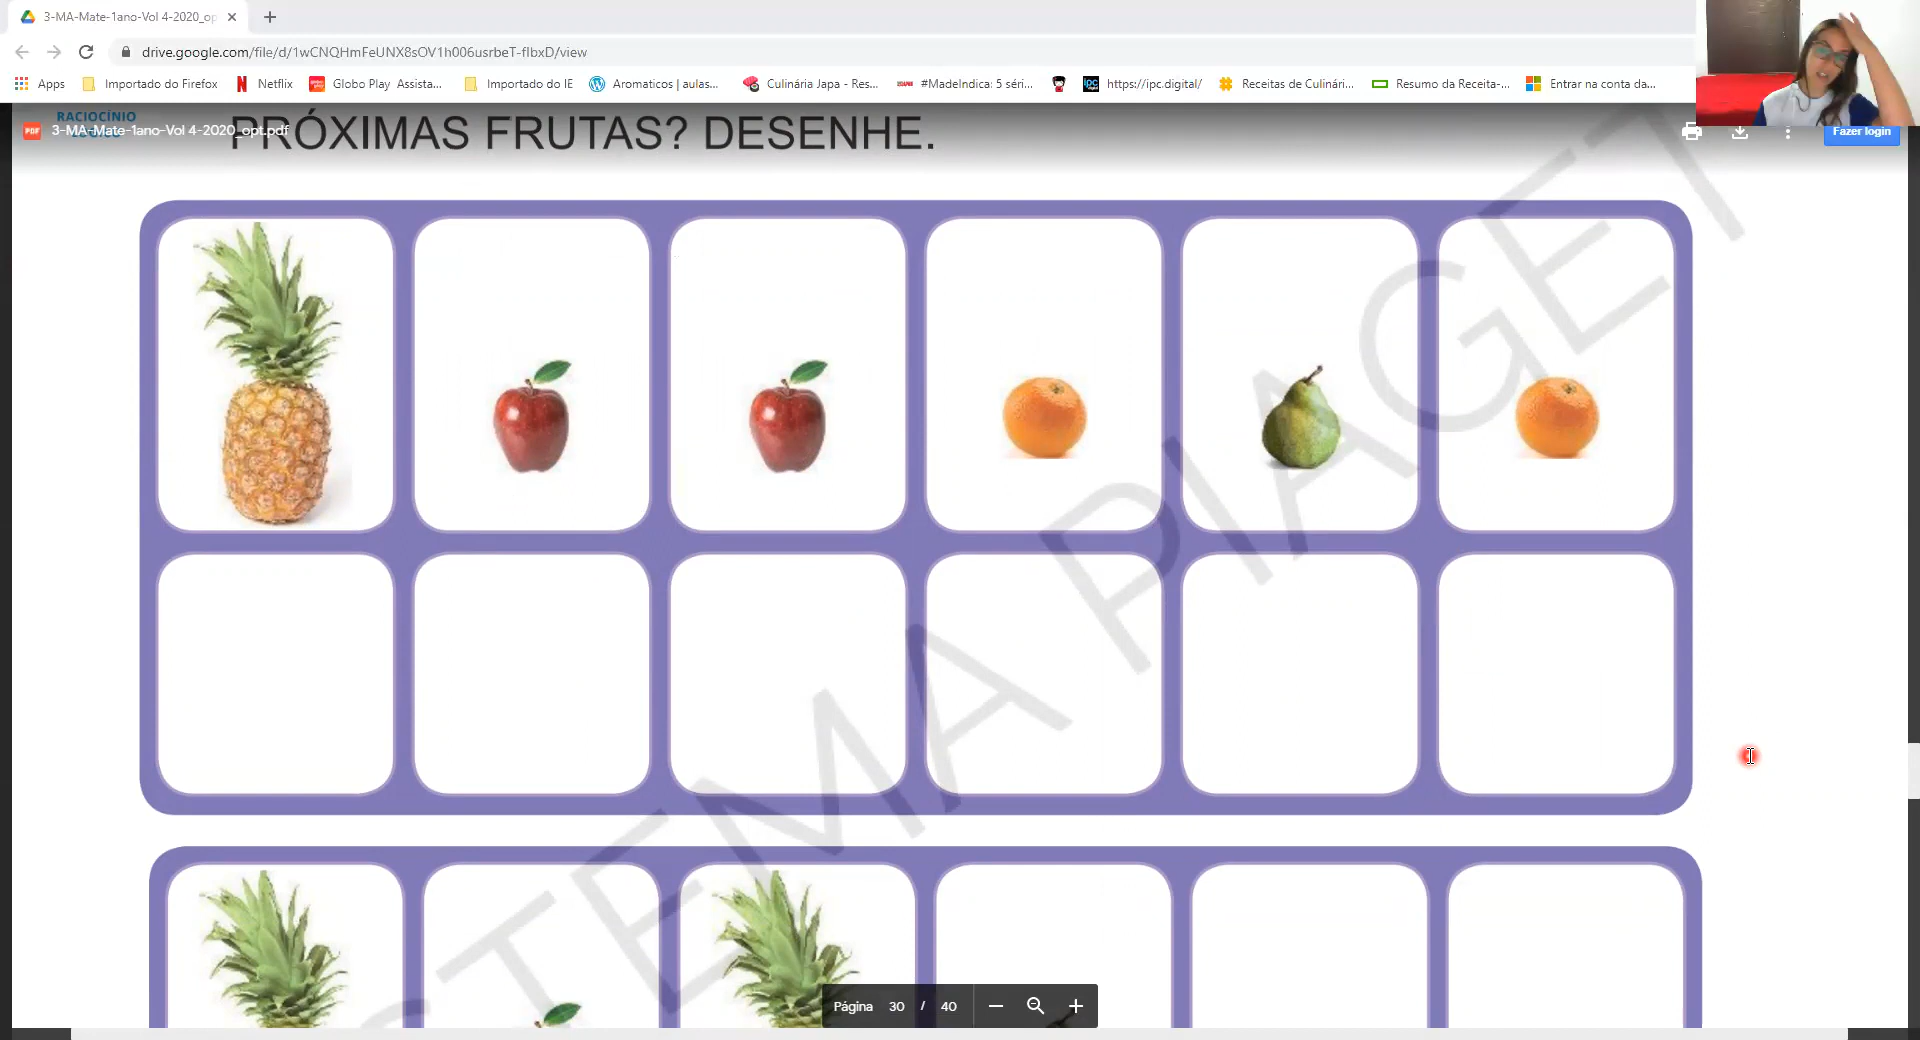 3-MA-Mate-1ano-Vol 4-2020_op
drive.google.com/file/d/1wCNQHmFeUNX8sOV1h006usrbeT-fIbxD/view
Apps Importado do Firefox Netflix Globo Play Assista... Importado do IE Aromaticos | aulas... Culinária Japa - Res... #MadeIndica: 5 séri... https://ipc.digital/ Receitas de Culinári... Resumo da Receita-... Entrar na conta da...
RACIOCÍNIO
PRÓXIMAS FRUTAS? DESENHE.
PDF 3-MA-Mate-1ano-Vol 4-2020_opt.pdf
Fazer login
STEMA PIAGET
Página 30 / 40